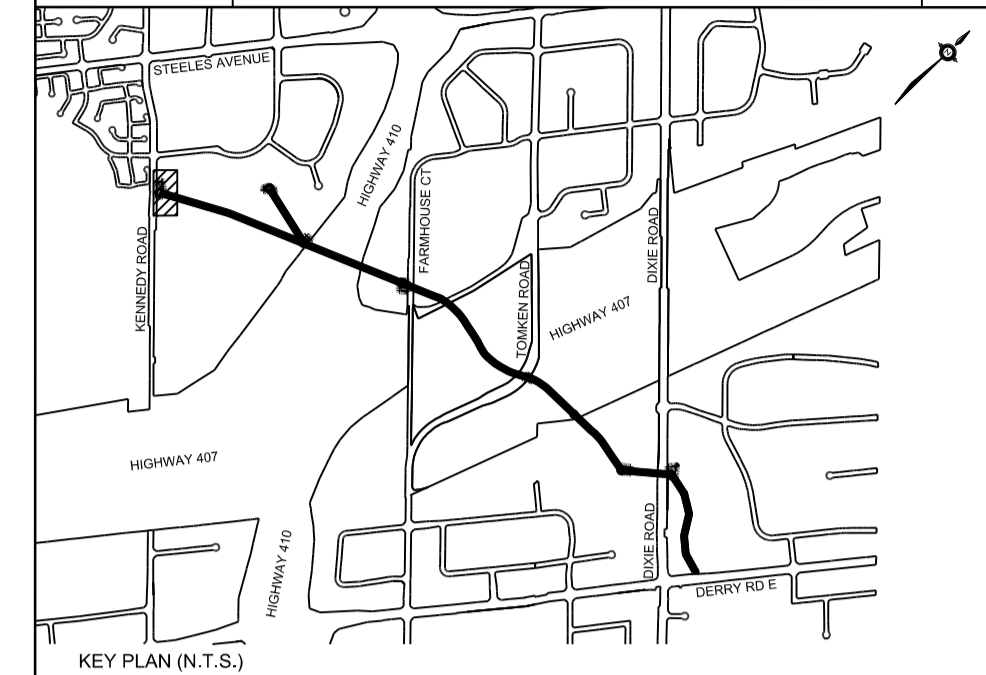 STEELES AVENUE
HIGHWAY 410
FARMHOUSE CT
KENNEDY ROAD
DIXIE ROAD
TOMKEN ROAD
HIGHWAY 407
HIGHWAY 407
HIGHWAY 410
DIXIE ROAD
DERRY RD E
KEY PLAN (N.T.S.)